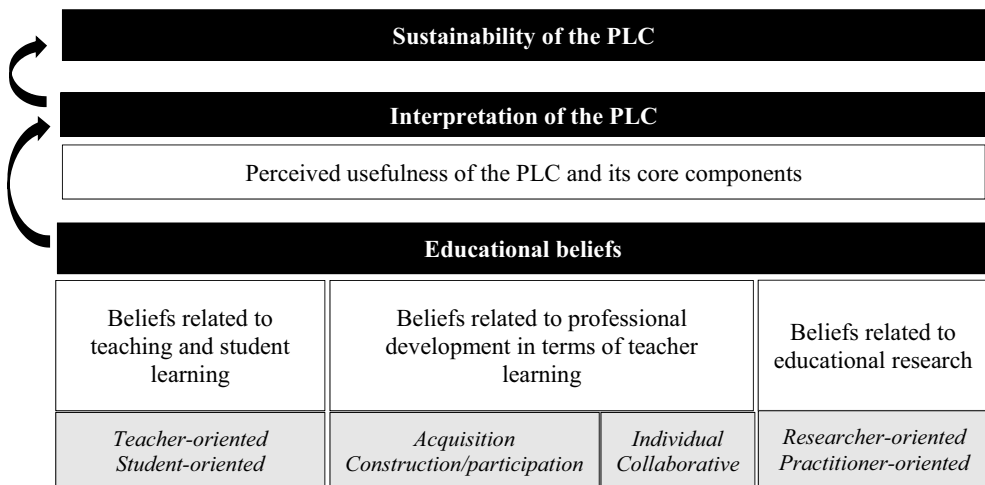 Sustainability of the PLC
Interpretation of the PLC
Perceived usefulness of the PLC and its core components
Educational beliefs
Beliefs related to
teaching and student
learning
Beliefs related to professional
development in terms of teacher
learning
Beliefs related to
educational research
Teacher-oriented
Student-oriented
Acquisition
Construction/participation
Individual
Collaborative
Researcher-oriented
Practitioner-oriented